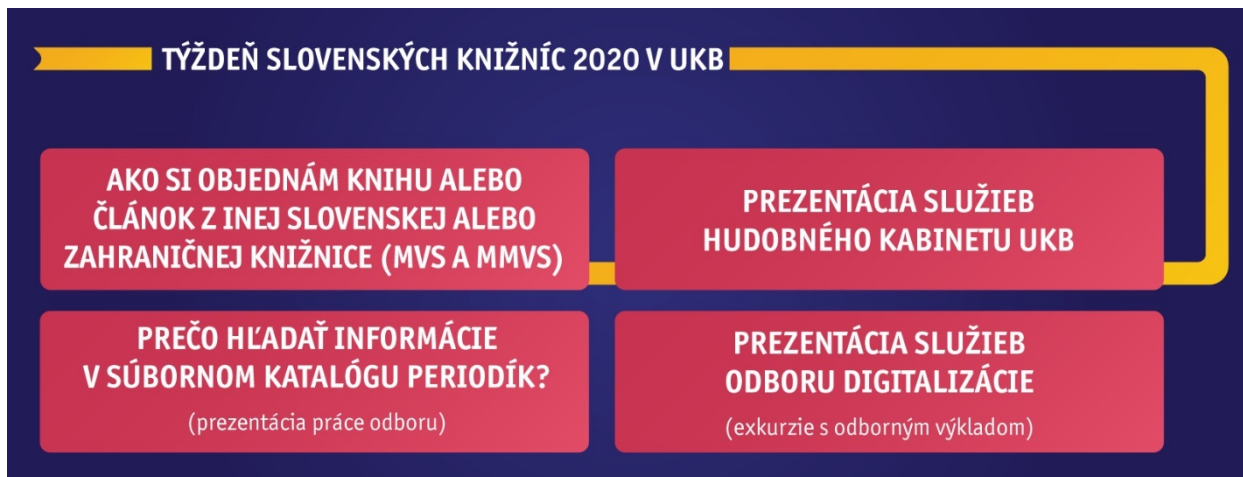 TÝŽDEŇ SLOVENSKÝCH KNIŽNÍC 2020 V UKB
AKO SI OBJEDNÁM KNIHU ALEBO
ČLÁNOK Z INEJ SLOVENSKEJ ALEBO
ZAHRANIČNEJ KNIŽNICE (MVS A MMVS)
PREZENTÁCIA SLUŽIEB
HUDOBNÉHO KABINETU UKB
PREČO HĽADAŤ INFORMÁCIE
V SÚBORNOM KATALÓGU PERIODÍK?
(prezentácia práce odboru)
PREZENTÁCIA SLUŽIEB
ODBORU DIGITALIZÁCIE
(exkurzie s odborným výkladom)